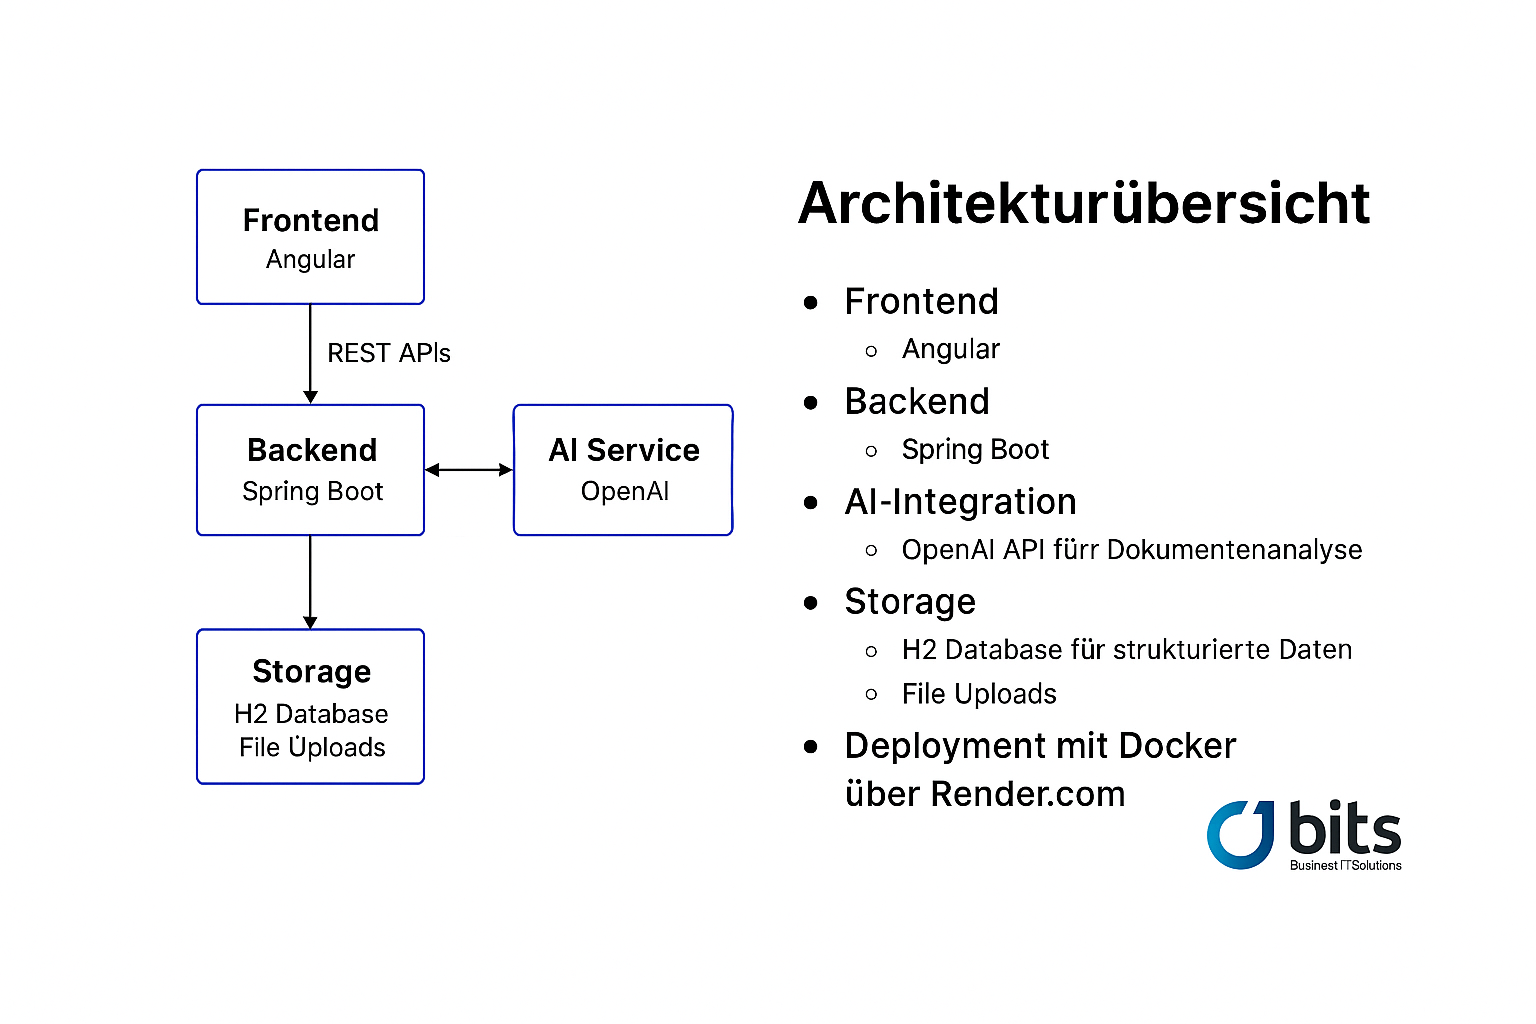 Frontend
Angular
REST APIs
Backend
Spring Boot
AI Service
OpenAI
Storage
H2 Database
File U̇ploads
Architekturübersicht
• Frontend
○ Angular
• Backend
○ Spring Boot
• AI-Integration
○ OpenAI API fürr Dokumentenanalyse
• Storage
○ H2 Database für strukturierte Daten
○ File Uploads
• Deployment mit Docker
über Render.com
bits
Businest ITSolutions